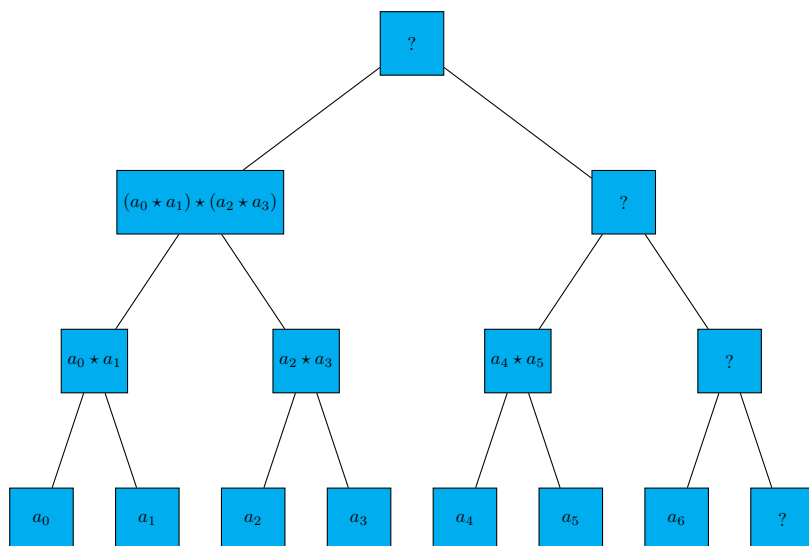 ?
(a₀ ⋆ a₁) ⋆ (a₂ ⋆ a₃)
?
a₀ ⋆ a₁
a₂ ⋆ a₃
a₄ ⋆ a₅
?
a₀
a₁
a₂
a₃
a₄
a₅
a₆
?